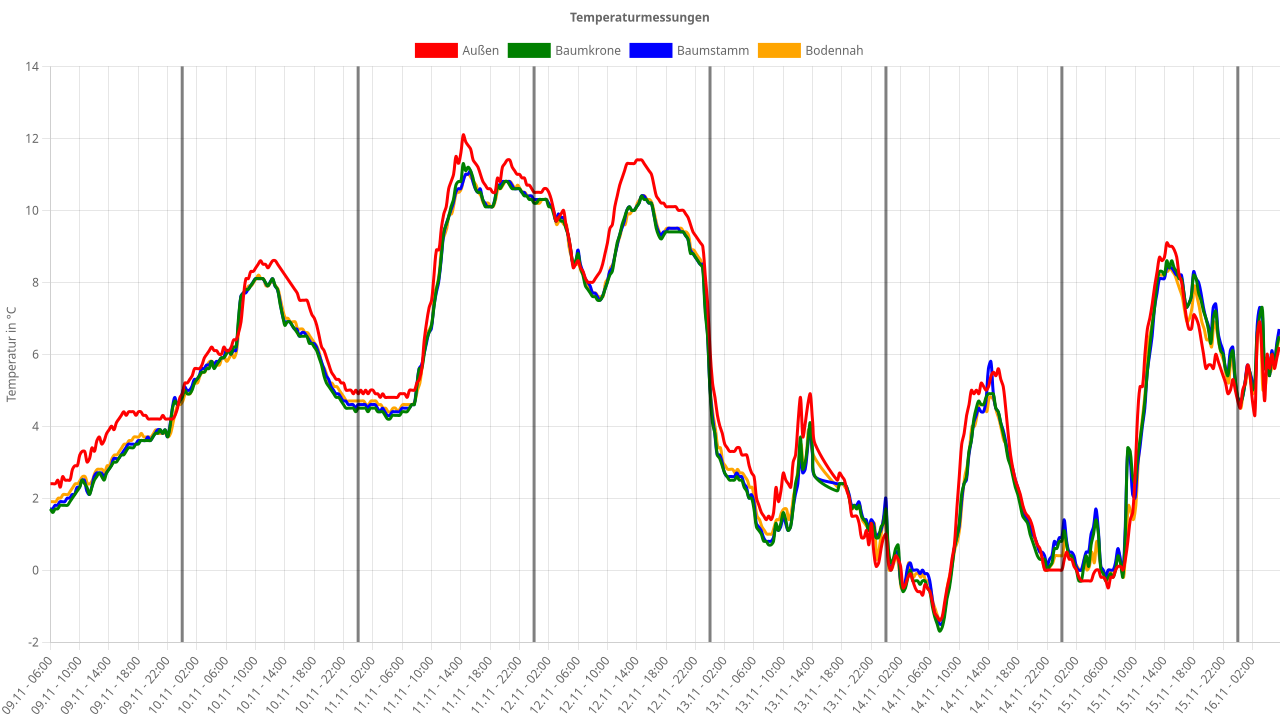 Temperaturmessungen
Außen Baumkrone Baumstamm Bodennah
14
12
10
8
6
4
2
0
-2
Temperatur in °C
09.11 - 06:00
09.11 - 10:00
09.11 - 14:00
09.11 - 18:00
09.11 - 22:00
10.11 - 02:00
10.11 - 06:00
10.11 - 10:00
10.11 - 14:00
10.11 - 18:00
10.11 - 22:00
11.11 - 02:00
11.11 - 06:00
11.11 - 10:00
11.11 - 14:00
11.11 - 18:00
11.11 - 22:00
12.11 - 02:00
12.11 - 06:00
12.11 - 10:00
12.11 - 14:00
12.11 - 18:00
12.11 - 22:00
13.11 - 02:00
13.11 - 06:00
13.11 - 10:00
13.11 - 14:00
13.11 - 18:00
13.11 - 22:00
14.11 - 02:00
14.11 - 06:00
14.11 - 10:00
14.11 - 14:00
14.11 - 18:00
14.11 - 22:00
15.11 - 02:00
15.11 - 06:00
15.11 - 10:00
15.11 - 14:00
15.11 - 18:00
15.11 - 22:00
16.11 - 02:00